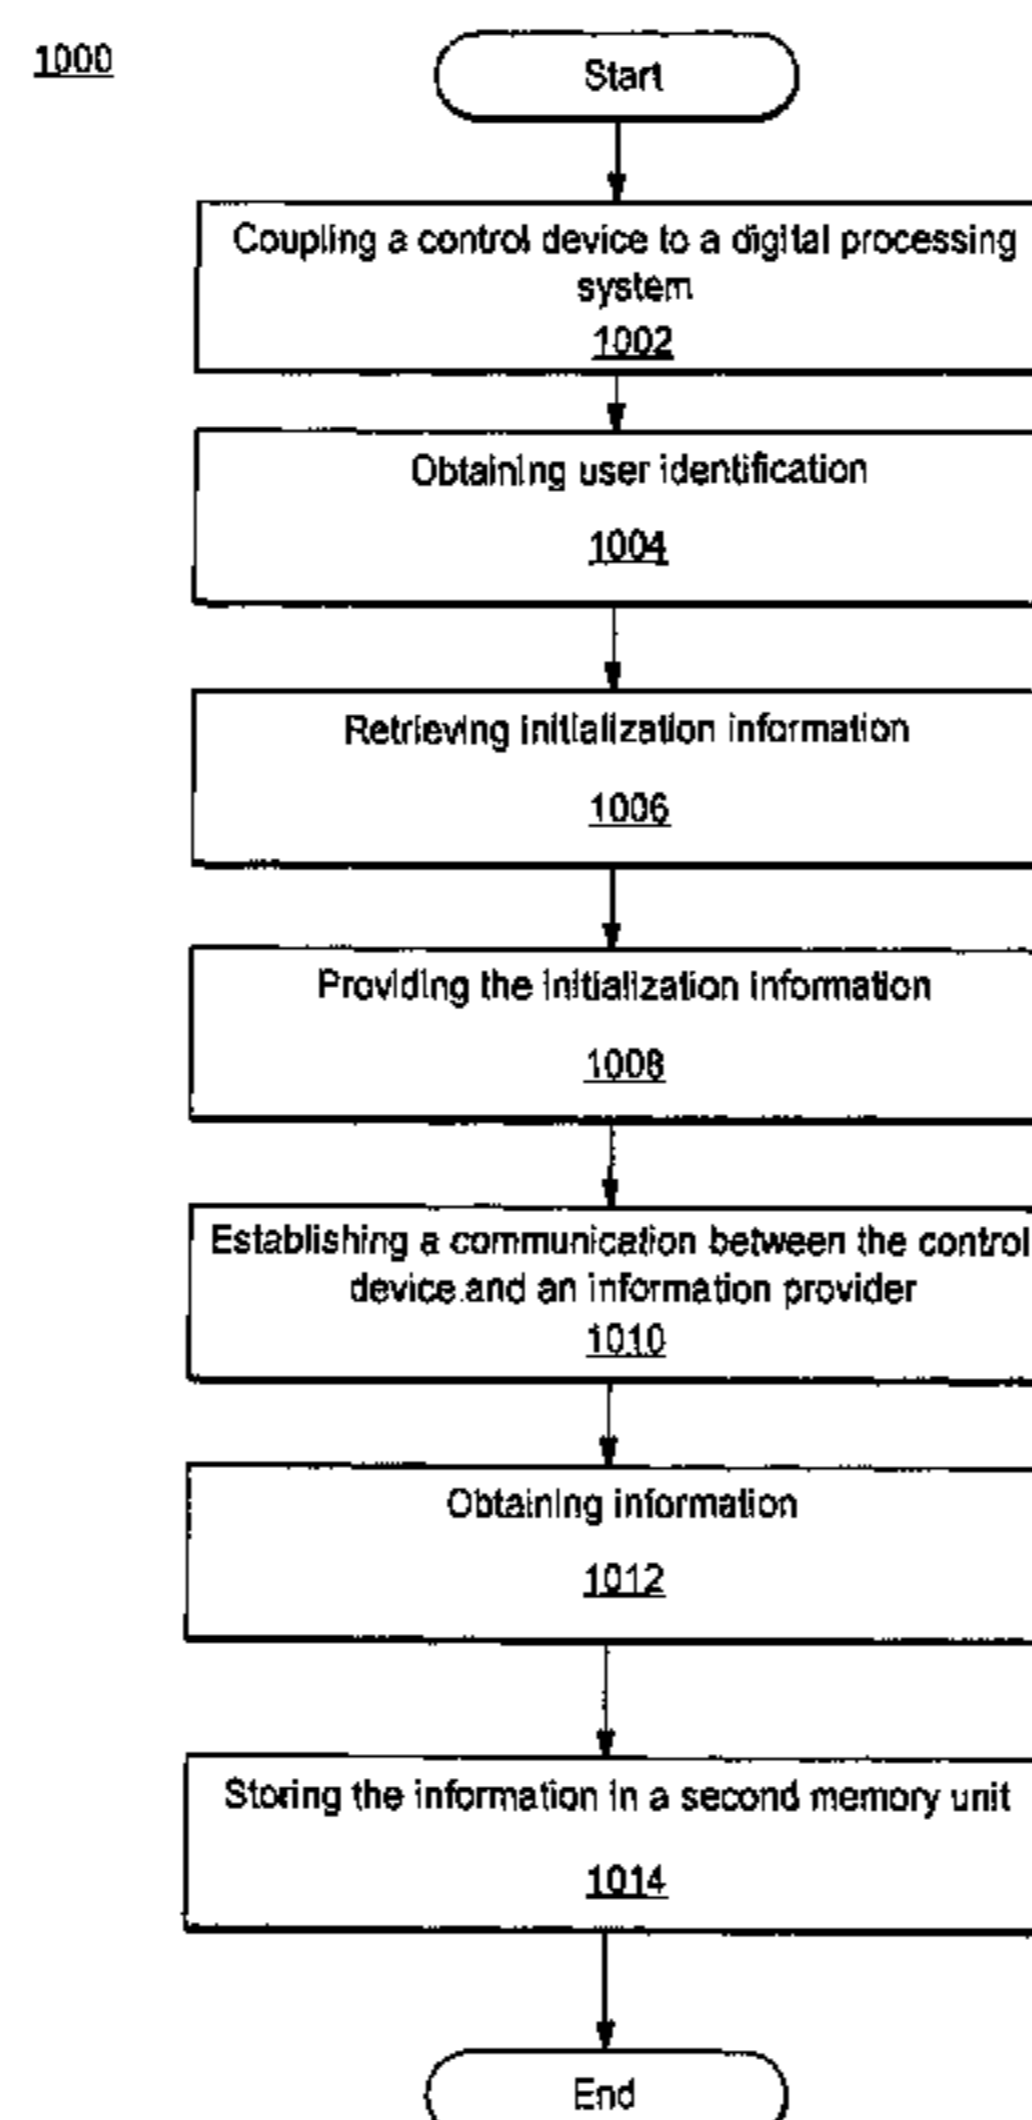 1000
Start
Coupling a control device to a digital processing
system
1002
Obtaining user identification
1004
Retrieving initialization information
1006
Providing the initialization information
1008
Establishing a communication between the control
device and an information provider
1010
Obtaining information
1012
Storing the information in a second memory unit
1014
End